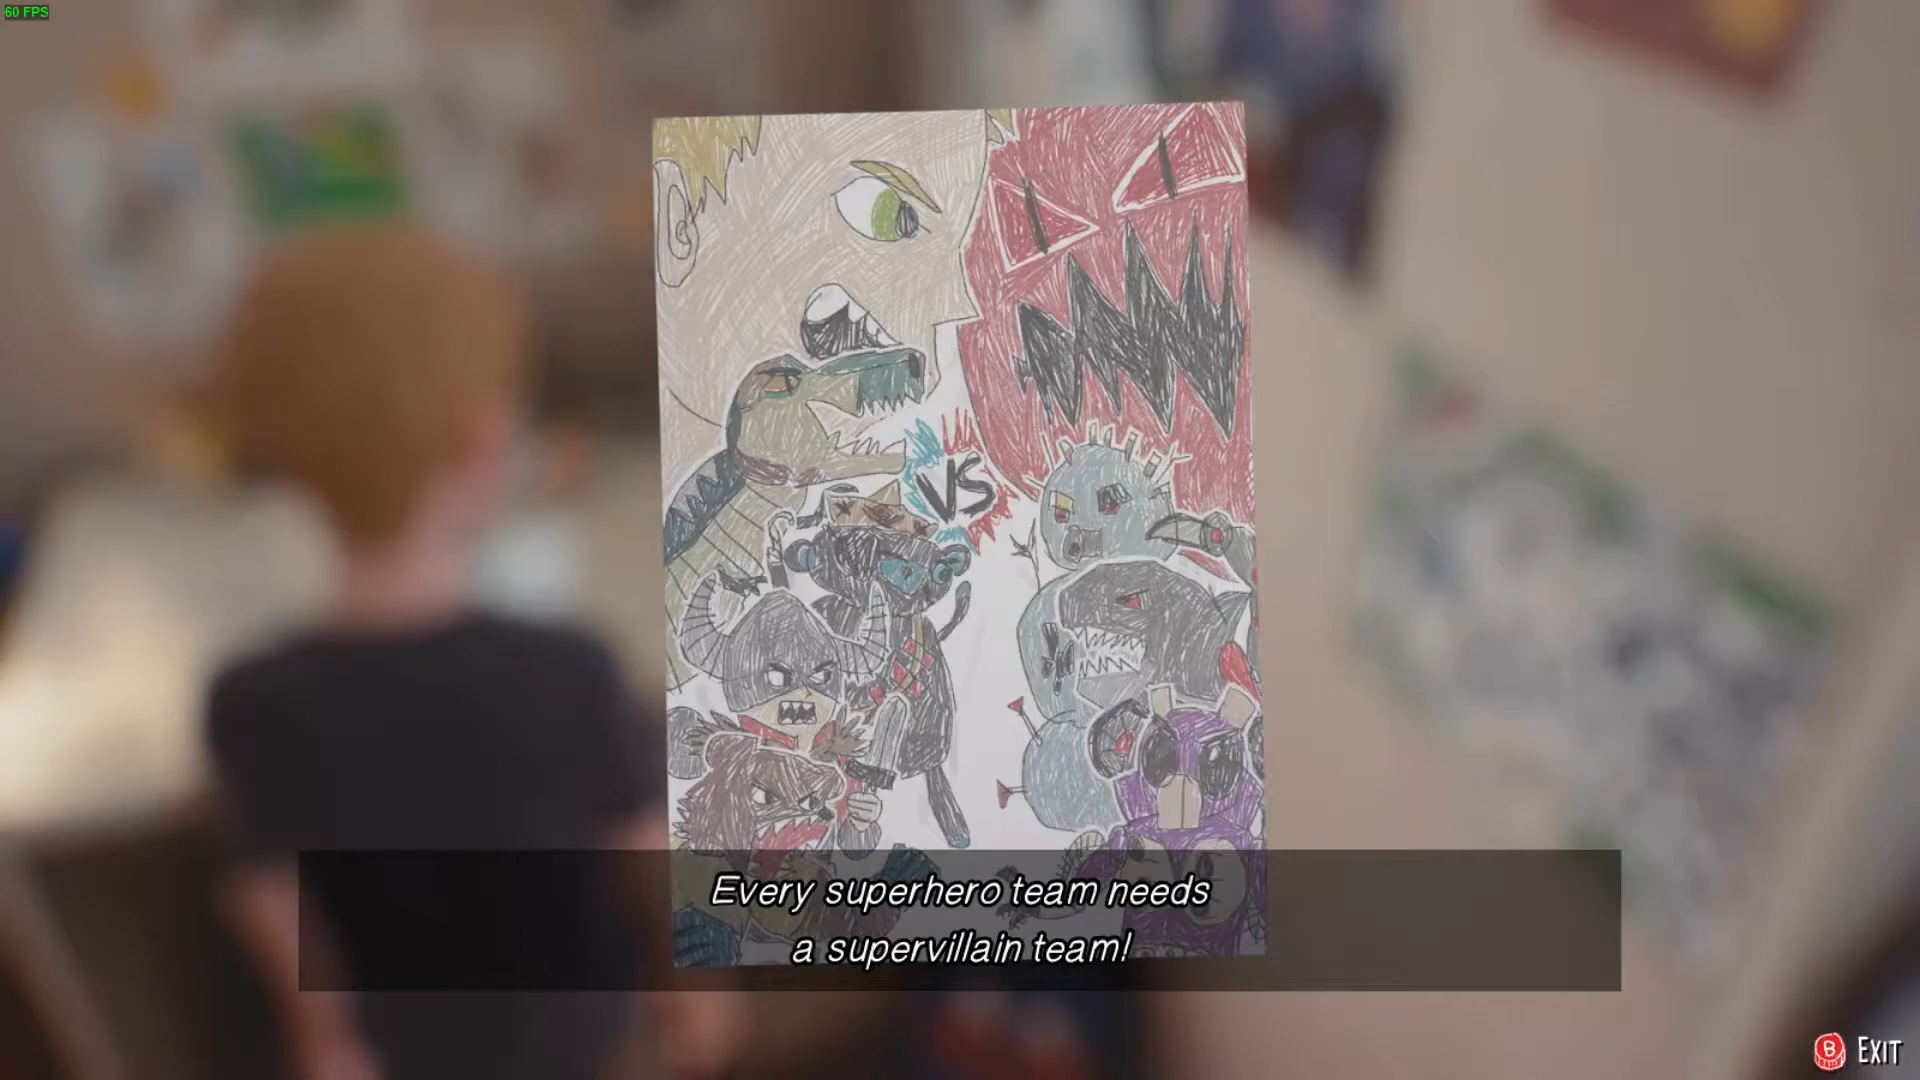 60 FPS
VS
Every superhero team needs
a supervillain team!
B EXIT